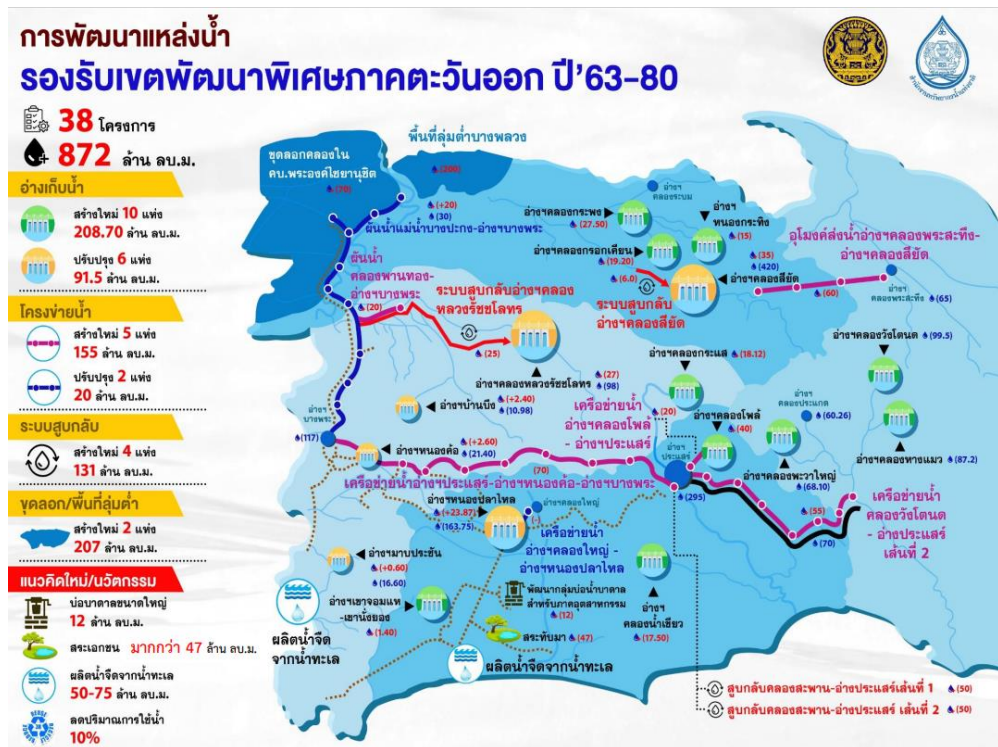 การพัฒนาแหล่งน้ำ
รองรับเขตพัฒนาพิเศษภาคตะวันออก ปี'63-80
สำนักงานทรัพยากรน้ำแห่งชาติ
38 โครงการ
872 ล้าน ลบ.ม.
อ่างเก็บน้ำ
สร้างใหม่ 10 แห่ง
208.70 ล้าน ลบ.ม.
ปรับปรุง 6 แห่ง
91.5 ล้าน ลบ.ม.
โครงข่ายน้ำ
สร้างใหม่ 5 แห่ง
155 ล้าน ลบ.ม.
ปรับปรุง 2 แห่ง
20 ล้าน ลบ.ม.
ระบบสูบกลับ
สร้างใหม่ 4 แห่ง
131 ล้าน ลบ.ม.
ขุดลอก/พื้นที่ลุ่มต่ำ
สร้างใหม่ 2 แห่ง
207 ล้าน ลบ.ม.
แนวคิดใหม่/นวัตกรรม
บ่อบาดาลขนาดใหญ่
12 ล้าน ลบ.ม.
สระเอกชน มากกว่า 47 ล้าน ลบ.ม.
ผลิตน้ำจืดจากน้ำทะเล
50-75 ล้าน ลบ.ม.
ลดปริมาณการใช้น้ำ
10%
พื้นที่ลุ่มต่ำบางพลวง
(200)
ขุดลอกคลองใน
คบ.พระองค์ไชยานุชิต
(70)
(+20)
(30)
ผันน้ำแม่น้ำบางปะกง-อ่างฯบางพระ
ผันน้ำ
คลองพานทอง-
อ่างฯบางพระ
(20)
ระบบสูบกลับอ่างฯคลอง
หลวงรัชชโลทร
(25)
อ่างฯคลองกระพง
(27.50)
อ่างฯ
คลองระบม
อ่างฯ
หนองกระทิง
(15)
อ่างฯคลองกรอกเคียน
(19.20)
(6.0)
ระบบสูบกลับ
อ่างฯคลองสียัด
(35)
(420)
อ่างฯคลองสียัด
อุโมงค์ส่งน้ำอ่างฯคลองพระสะทึง-
อ่างฯคลองสียัด
(60)
อ่างฯ
คลองพระสะทึง (65)
อ่างฯคลองวังโตนด (99.5)
อ่างฯคลองกระแส (18.12)
อ่างฯคลองหลวงรัชชโลทร (27)
(98)
อ่างฯบ้านบึง (+2.40)
(10.98)
เครือข่ายน้ำ (20)
อ่างฯคลองโพล้
- อ่างฯประแสร์
อ่างฯคลองโพล้
(40)
อ่างฯ
คลองประแกด
(60.26)
อ่างฯ
บางพระ
(117)
อ่างฯหนองค้อ (+2.60)
(21.40)
(70)
เครือข่ายน้ำอ่างฯประแสร์-อ่างฯหนองค้อ-อ่างฯบางพระ
อ่างฯ
ประแสร์
(295)
อ่างฯคลองพะวาใหญ่
(68.10)
อ่างฯคลองหางแมว (87.2)
อ่างฯหนองปลาไหล
(+23.87)
(163.75)
อ่างฯคลองใหญ่
(-)
เครือข่ายน้ำ
อ่างฯคลองใหญ่ -
อ่างฯหนองปลาไหล
(55)
(70)
เครือข่ายน้ำ
คลองวังโตนด
- อ่างประแสร์
เส้นที่ 2
อ่างฯมาบประชัน
(+0.60)
(16.60)
อ่างฯเขาจอมแห
-เขานั่งยอง
(1.40)
พัฒนากลุ่มบ่อน้ำบาดาล
สำหรับภาคอุตสาหกรรม
(12)
อ่างฯ
คลองน้ำเขียว
(17.50)
ผลิตน้ำจืด
จากน้ำทะเล
สระทับมา (47)
ผลิตน้ำจืดจากน้ำทะเล
สูบกลับคลองสะพาน-อ่างประแสร์เส้นที่ 1 (50)
สูบกลับคลองสะพาน-อ่างประแสร์ เส้นที่ 2 (50)